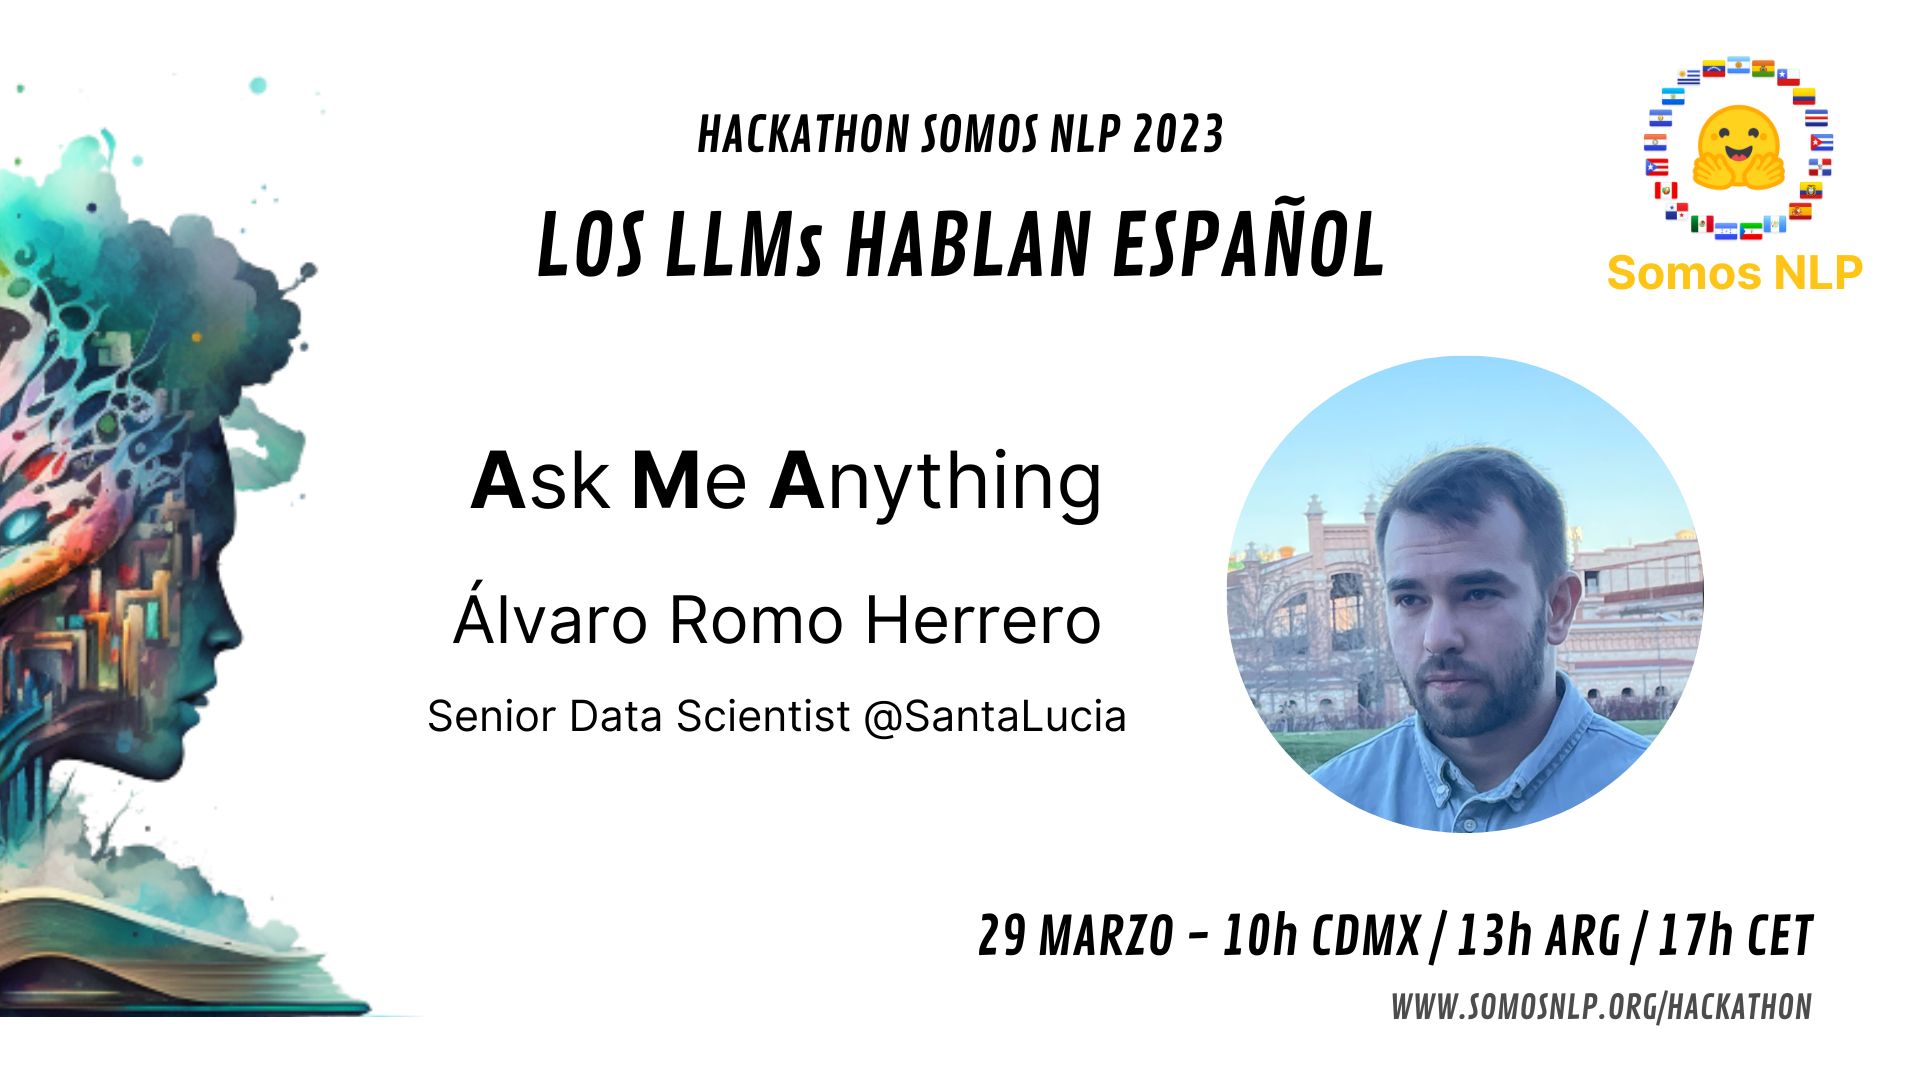 HACKATHON SOMOS NLP 2023
LOS LLMs HABLAN ESPAÑOL
Somos NLP
Ask Me Anything
Álvaro Romo Herrero
Senior Data Scientist @SantaLucia
29 MARZO – 10h CDMX / 13h ARG / 17h CET
WWW.SOMOSNLP.ORG/HACKATHON